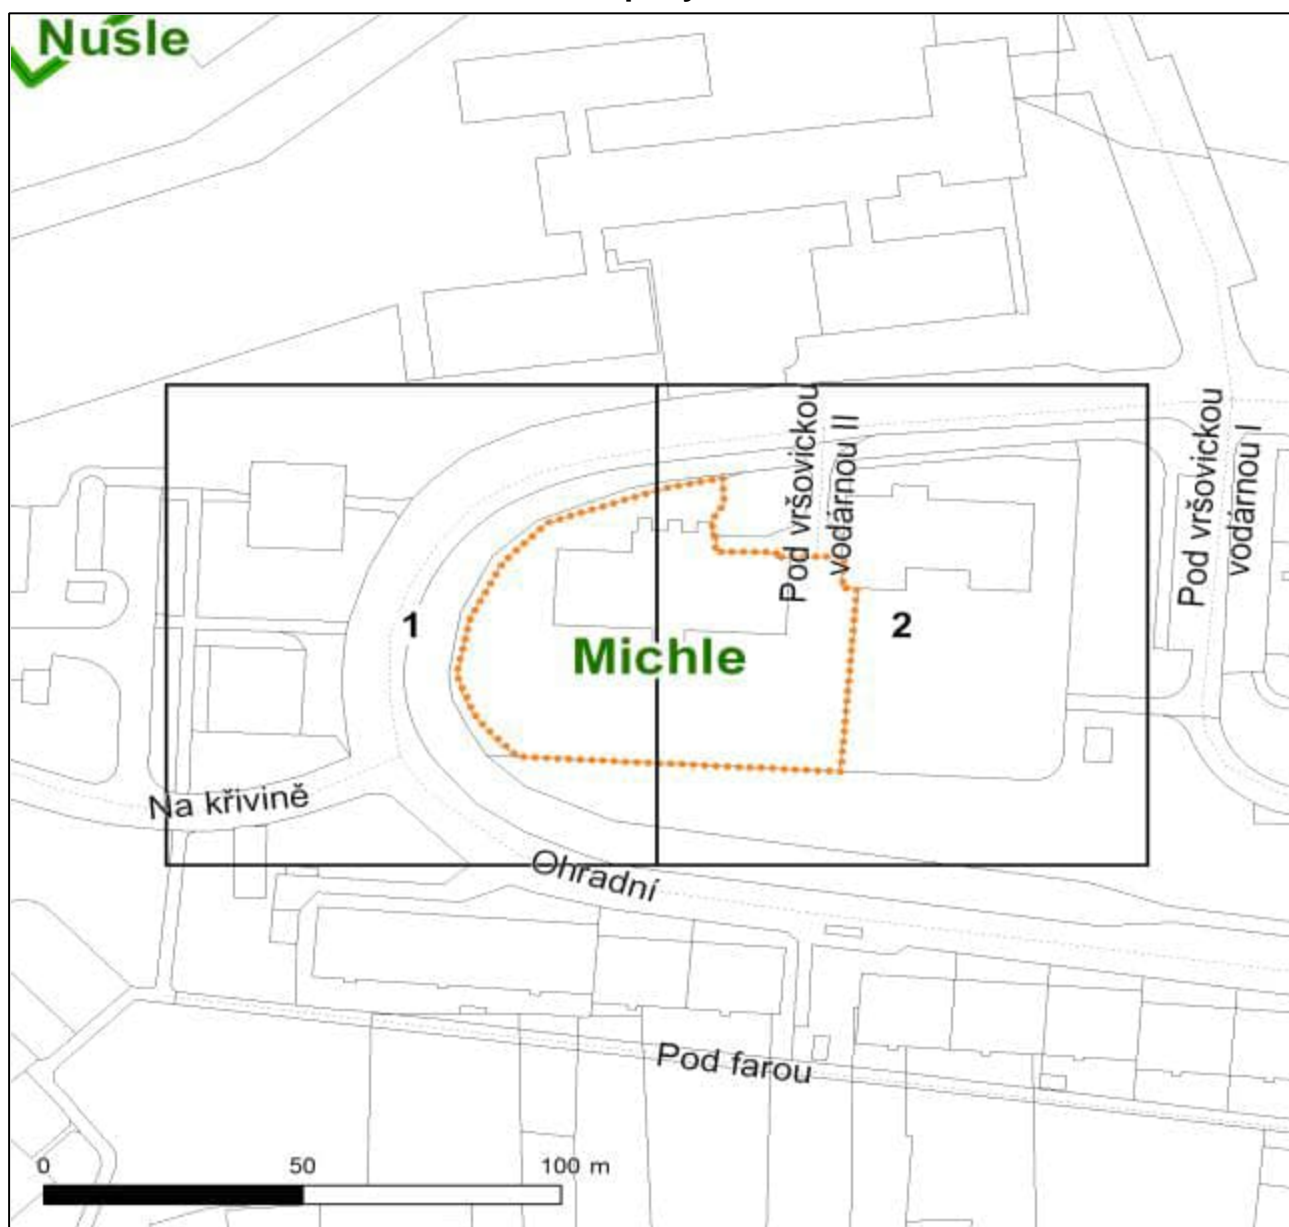 Nusle
Pod vršovickou
vodárnou II
Pod vršovickou
vodárnou I
1
2
Michle
Na křivině
Ohradní
Pod farou
0 50 100 m